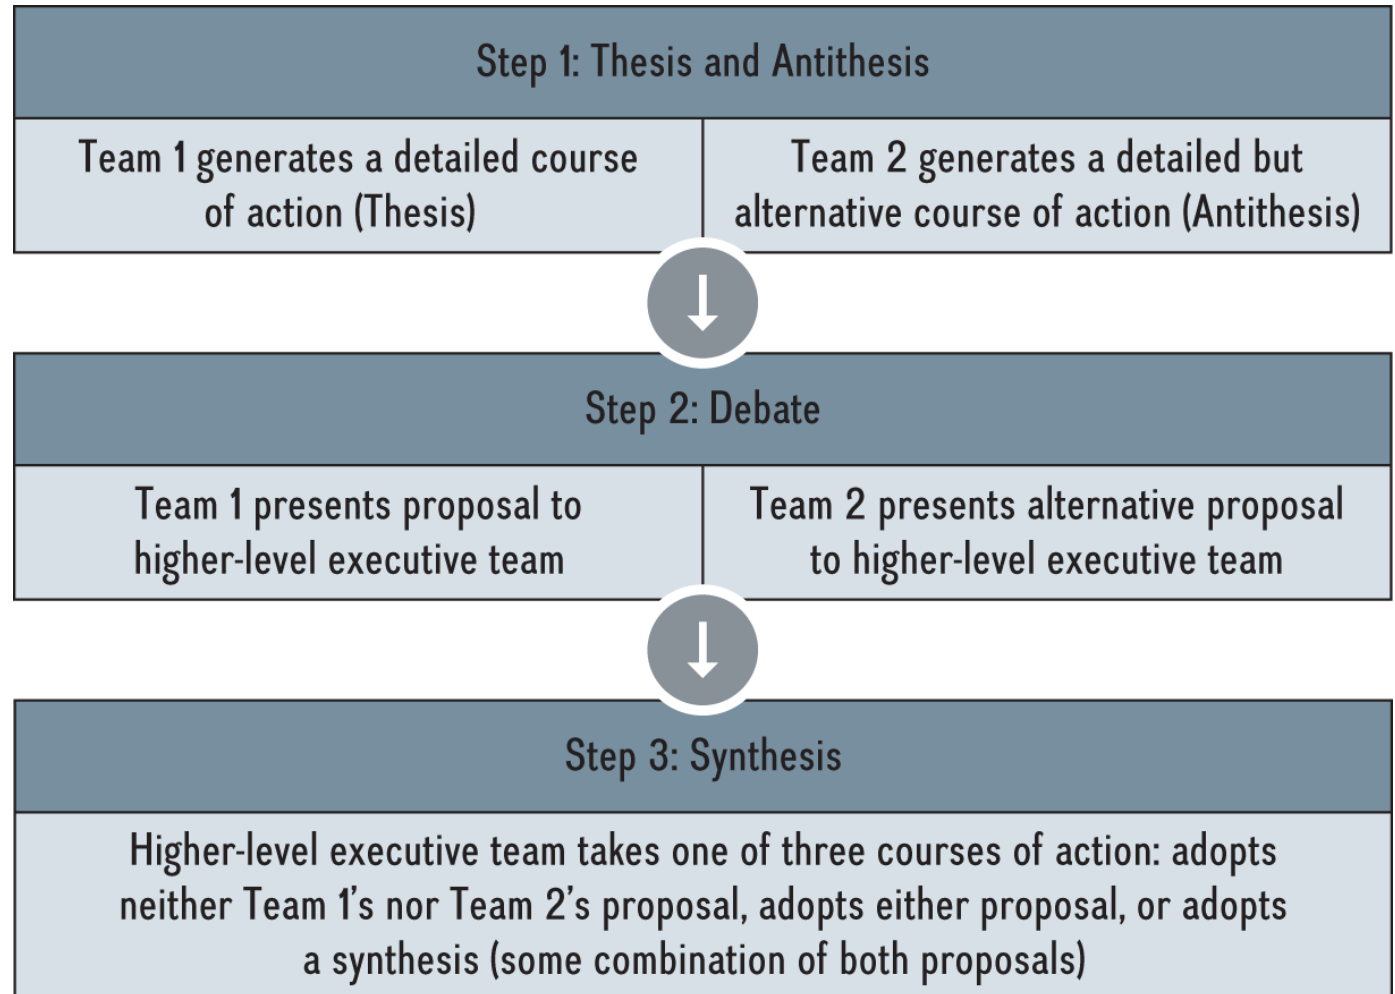 Step 1: Thesis and Antithesis
Team 1 generates a detailed course
of action (Thesis)
Team 2 generates a detailed but
alternative course of action (Antithesis)
Step 2: Debate
Team 1 presents proposal to
higher-level executive team
Team 2 presents alternative proposal
to higher-level executive team
Step 3: Synthesis
Higher-level executive team takes one of three courses of action: adopts
neither Team 1’s nor Team 2’s proposal, adopts either proposal, or adopts
a synthesis (some combination of both proposals)